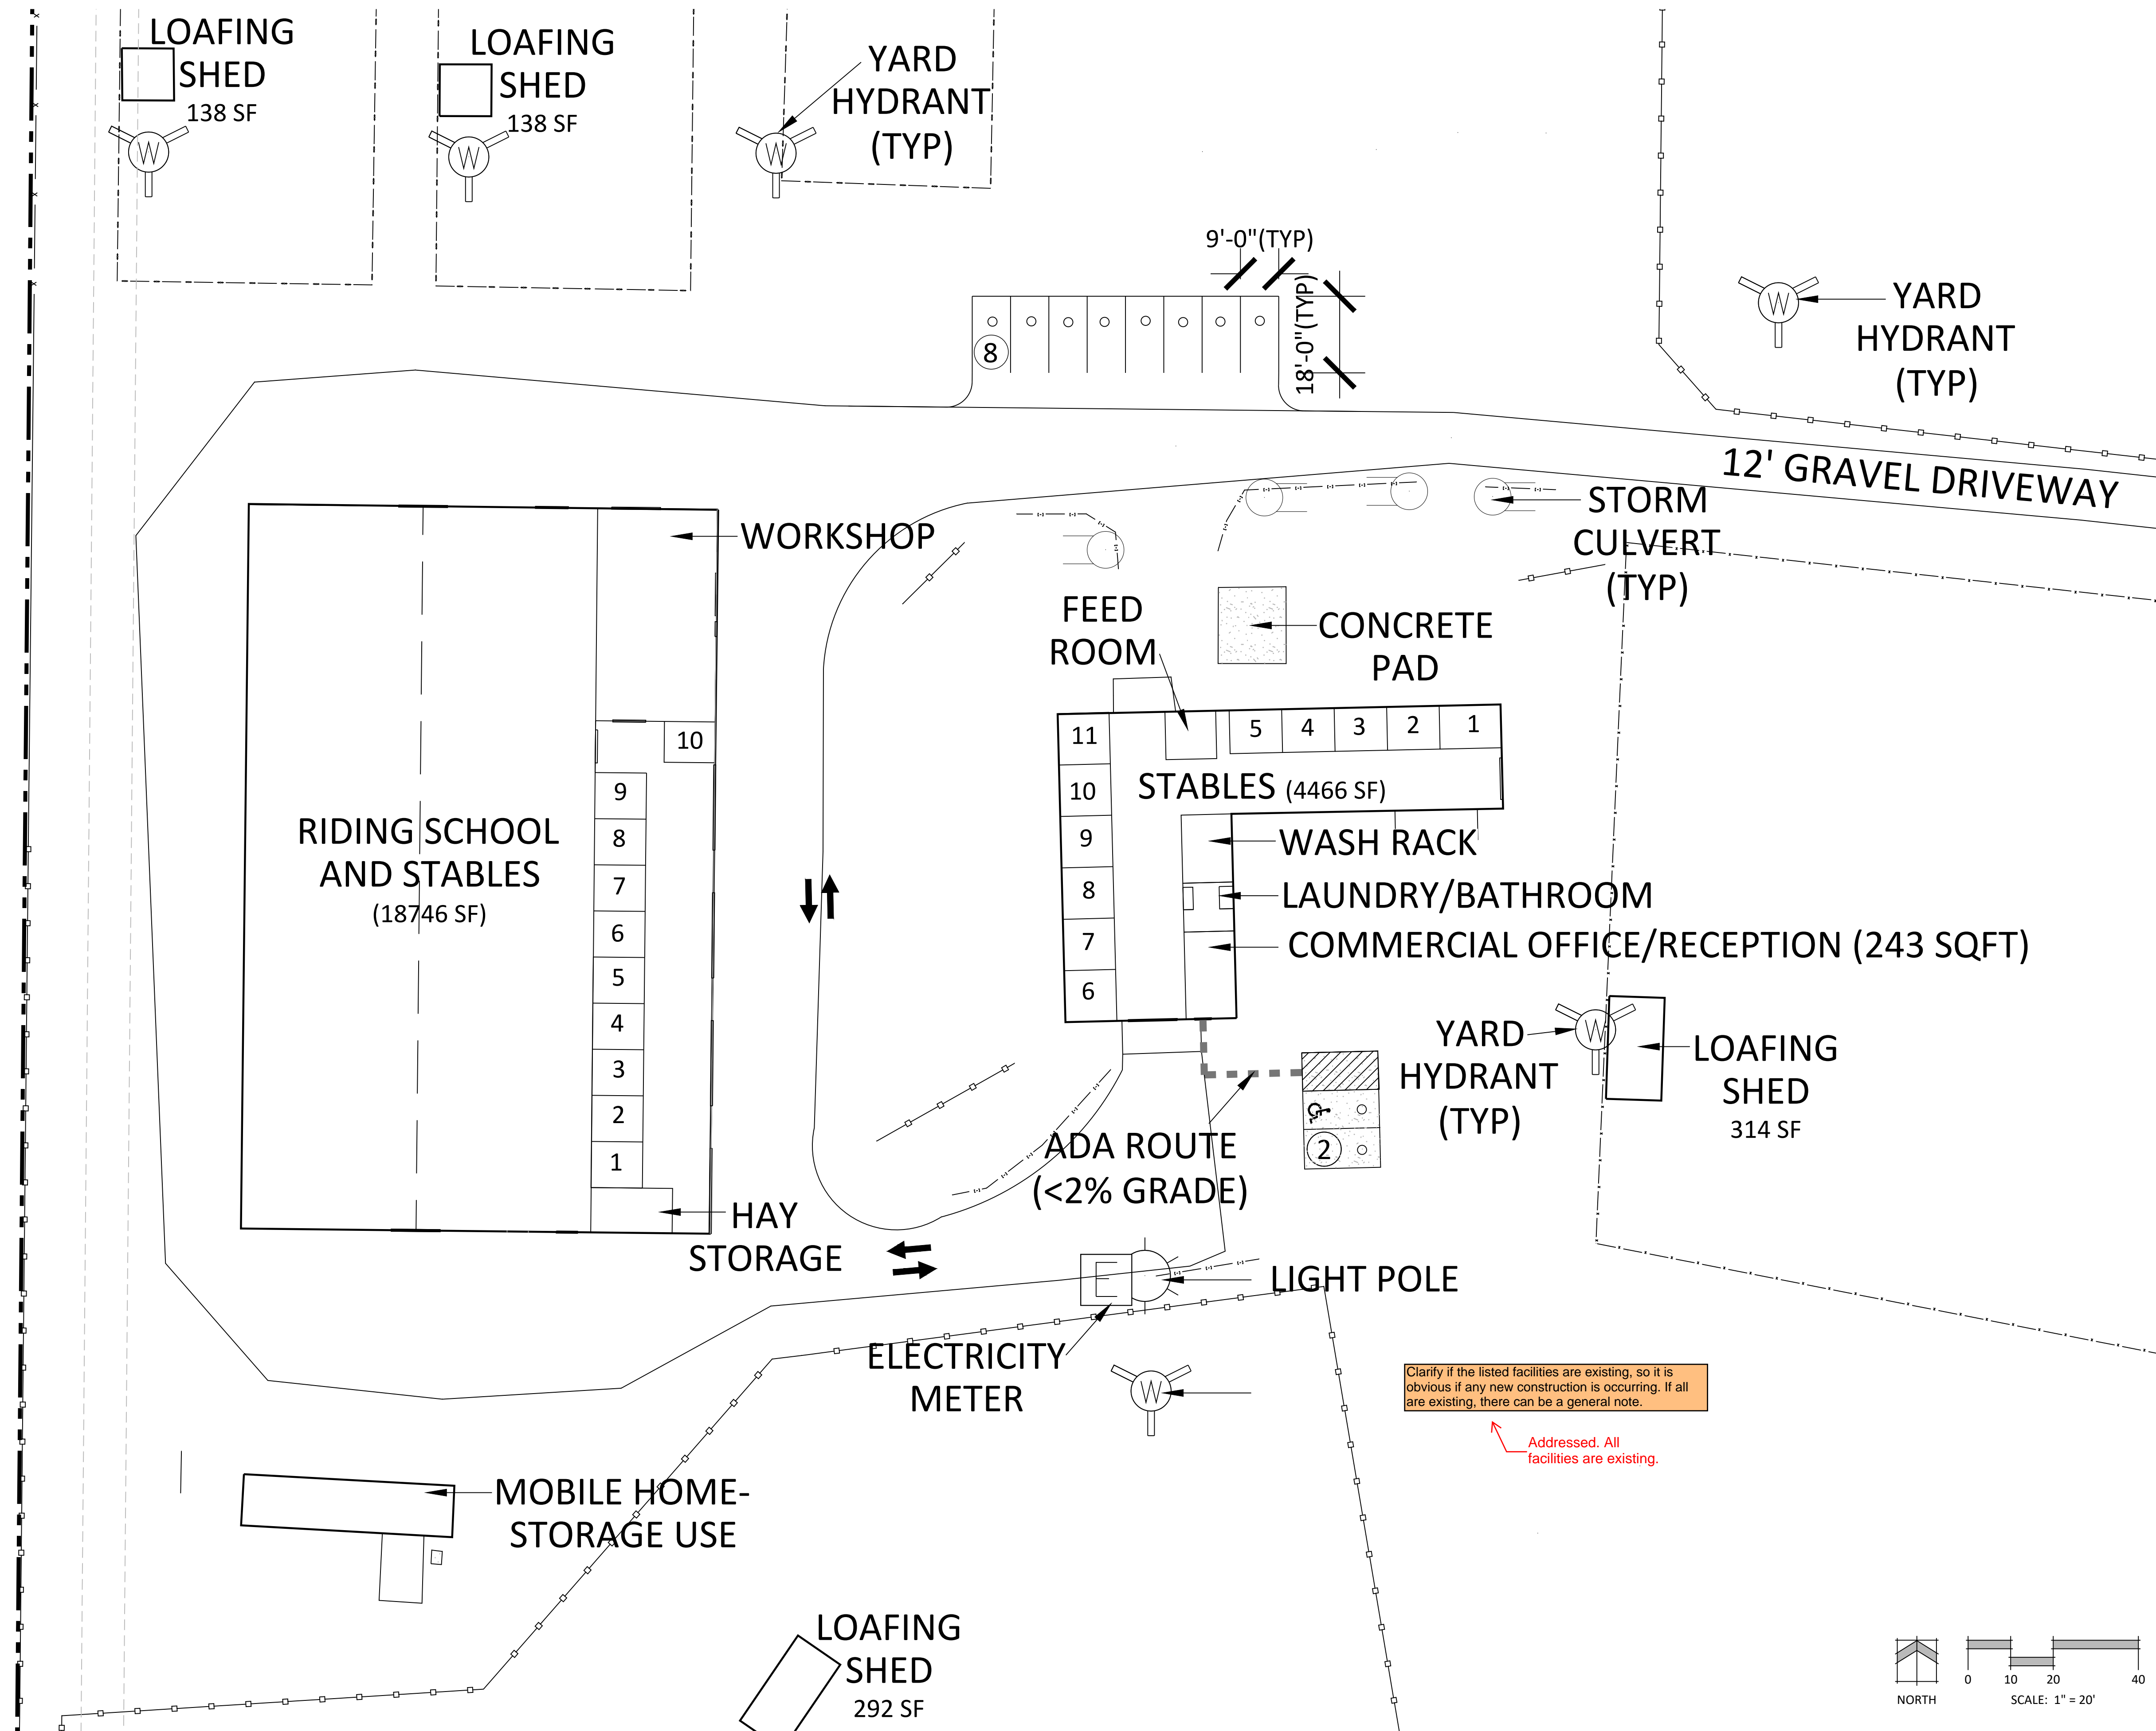 LOAFING
SHED
138 SF
LOAFING
SHED
138 SF
YARD
HYDRANT
(TYP)
W
W
W
9'-0"(TYP)
18'-0"(TYP)
8
W
YARD
HYDRANT
(TYP)
12' GRAVEL DRIVEWAY
WORKSHOP
STORM
CULVERT
(TYP)
FEED
ROOM
CONCRETE
PAD
RIDING SCHOOL
AND STABLES
(18746 SF)
10
9
8
7
6
5
4
3
2
1
HAY
STORAGE
11
10
9
8
7
6
5
4
3
2
1
STABLES (4466 SF)
WASH RACK
LAUNDRY/BATHROOM
COMMERCIAL OFFICE/RECEPTION (243 SQFT)
YARD
HYDRANT
(TYP)
W
LOAFING
SHED
314 SF
2
ADA ROUTE
(<2% GRADE)
E
LIGHT POLE
ELECTRICITY
METER
W
Clarify if the listed facilities are existing, so it is
obvious if any new construction is occurring. If all
are existing, there can be a general note.
Addressed. All
facilities are existing.
MOBILE HOME-
STORAGE USE
LOAFING
SHED
292 SF
NORTH
0 10 20 40
SCALE: 1" = 20'